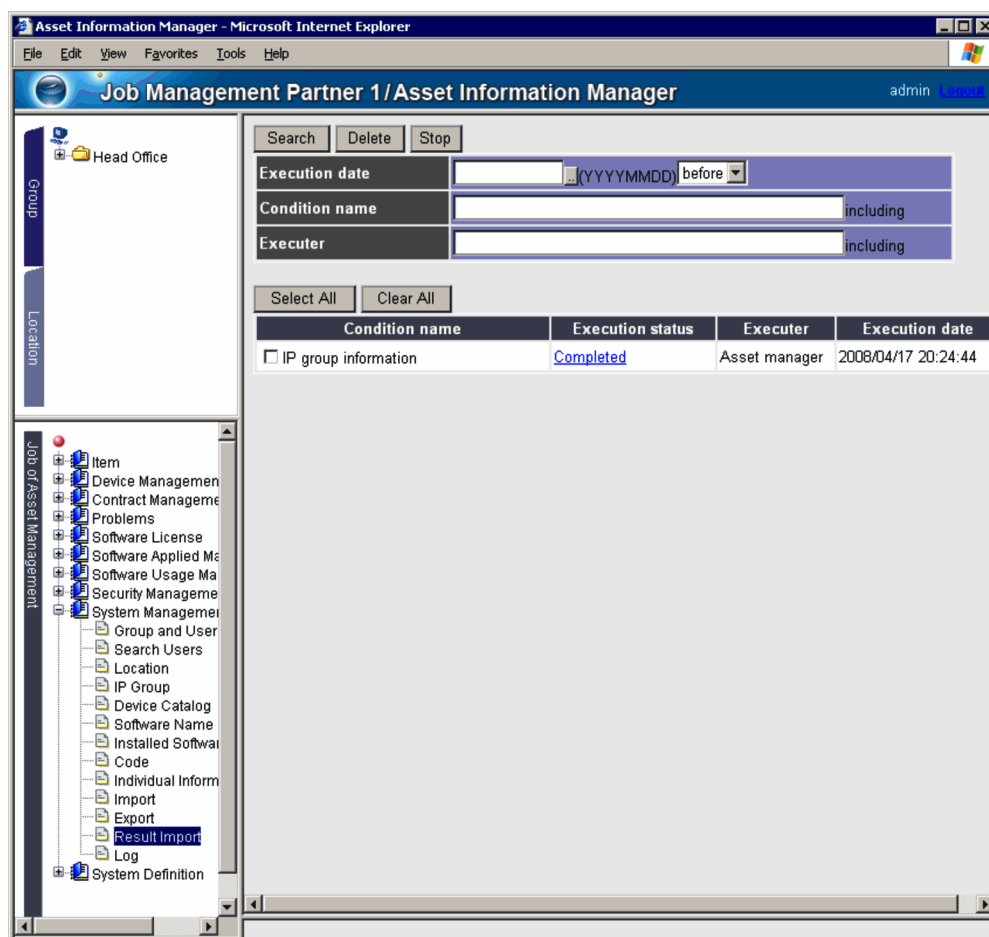 Asset Information Manager - Microsoft Internet Explorer
File Edit View Favorites Tools Help
Job Management Partner 1/Asset Information Manager
admin Logout
Group
Location
Head Office
Search Delete Stop
Execution date .. (YYYYMMDD) before
Condition name including
Executer including
Select All Clear All
Condition name Execution status Executer Execution date
IP group information Completed Asset manager 2008/04/17 20:24:44
Job of Asset Management
Item
Device Managemen
Contract Manageme
Problems
Software License
Software Applied Ma
Software Usage Ma
Security Manageme
System Managemei
Group and User
Search Users
Location
IP Group
Device Catalog
Software Name
Installed Softwar
Code
Individual Inform
Import
Export
Result Import
Log
System Definition